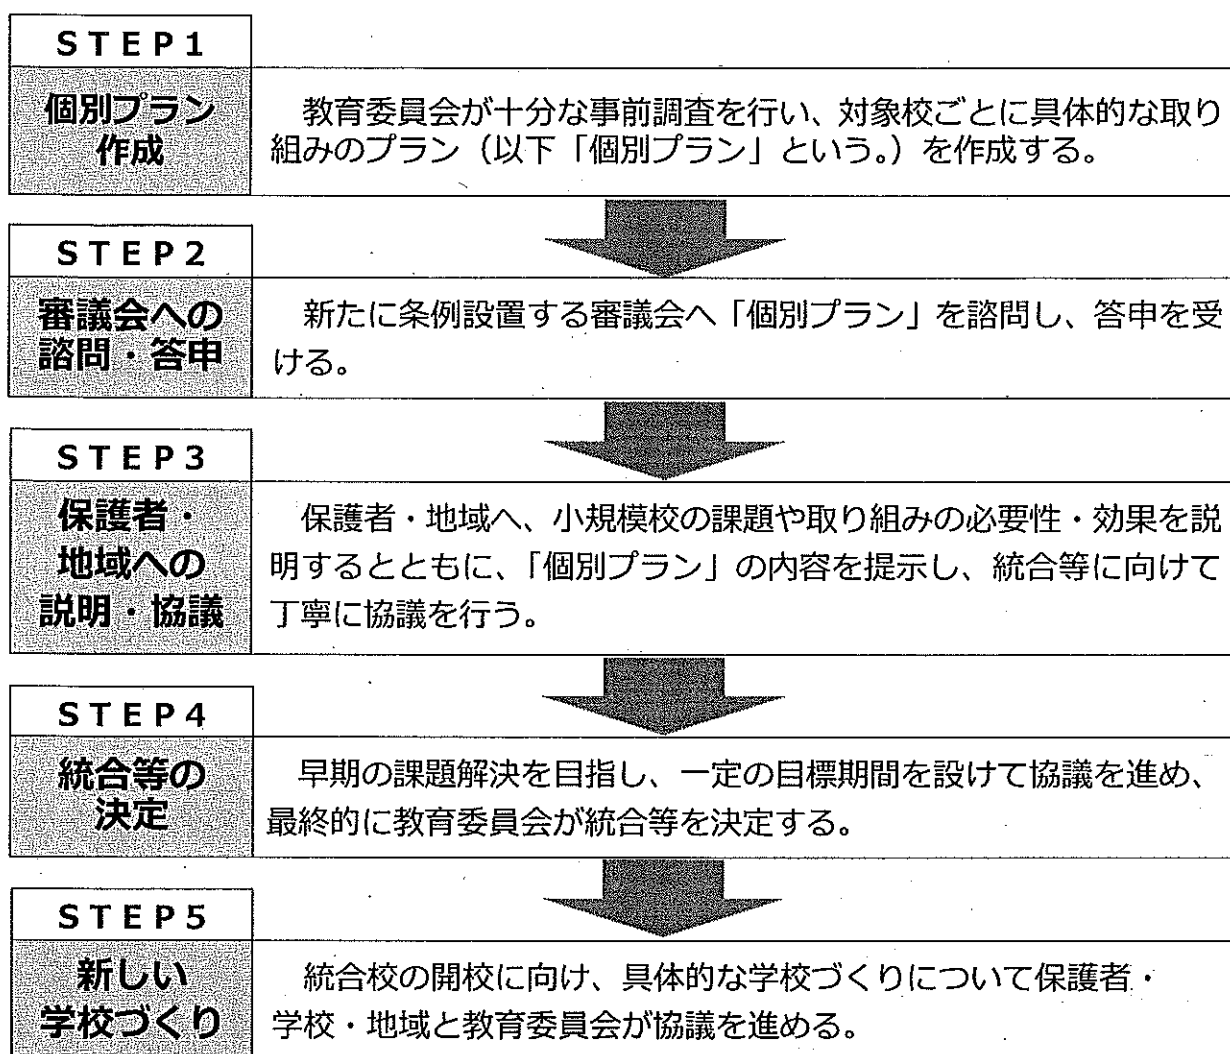 STEP1
個別プラン
作成
教育委員会が十分な事前調査を行い、対象校ごとに具体的な取り
組みのプラン（以下「個別プラン」という。）を作成する。
STEP2
審議会への
諮問・答申
新たに条例設置する審議会へ「個別プラン」を諮問し、答申を受
ける。
STEP3
保護者・
地域への
説明・協議
保護者・地域へ、小規模校の課題や取り組みの必要性・効果を説
明するとともに、「個別プラン」の内容を提示し、統合等に向けて
丁寧に協議を行う。
STEP4
統合等の
決定
早期の課題解決を目指し、一定の目標期間を設けて協議を進め、
最終的に教育委員会が統合等を決定する。
STEP5
新しい
学校づくり
統合校の開校に向け、具体的な学校づくりについて保護者・
学校・地域と教育委員会が協議を進める。